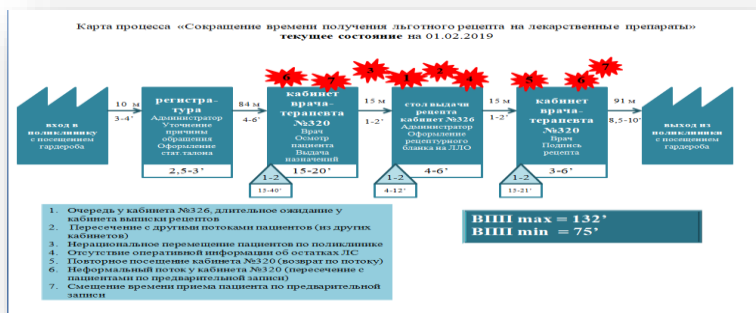 Карта процесса «Сокращение времени получения льготного рецепта на лекарственные препараты»
текущее состояние на 01.02.2019
6
7
3
1
2
4
5
6
7
вход в
поликлинику
с посещением
гардероба
10 м
3-4'
регистра-
тура
Администратор
Уточнение
причины
обращения
Оформление
стат.талона
2,5-3'
84 м
4-6'
кабинет
врача-
терапевта
№320
Врач
Осмотр
пациента
Выдача
назначений
15-20'
1-2
15-40'
15 м
1-2'
стол выдачи
рецепта
кабинет №326
Администратор
Оформление
рецептурного
бланка на ЛЛО
4-6'
1-2
4-12'
15 м
1-2'
кабинет
врача-
терапевта
№320
Врач
Подпись
рецепта
3-6'
1-2
15-21'
91 м
8,5-10'
выход из
поликлиники
с посещением
гардероба
1. Очередь у кабинета №326, длительное ожидание у
кабинета выписки рецептов
2. Пересечение с другими потоками пациентов (из других
кабинетов)
3. Нерациональное перемещение пациентов по поликлинике
4. Отсутствие оперативной информации об остатках ЛС
5. Повторное посещение кабинета №320 (возврат по потоку)
6. Неформальный поток у кабинета №320 (пересечение с
пациентами по предварительной записи)
7. Смещение времени приема пациента по предварительной
записи
ВПП max = 132'
ВПП min = 75'